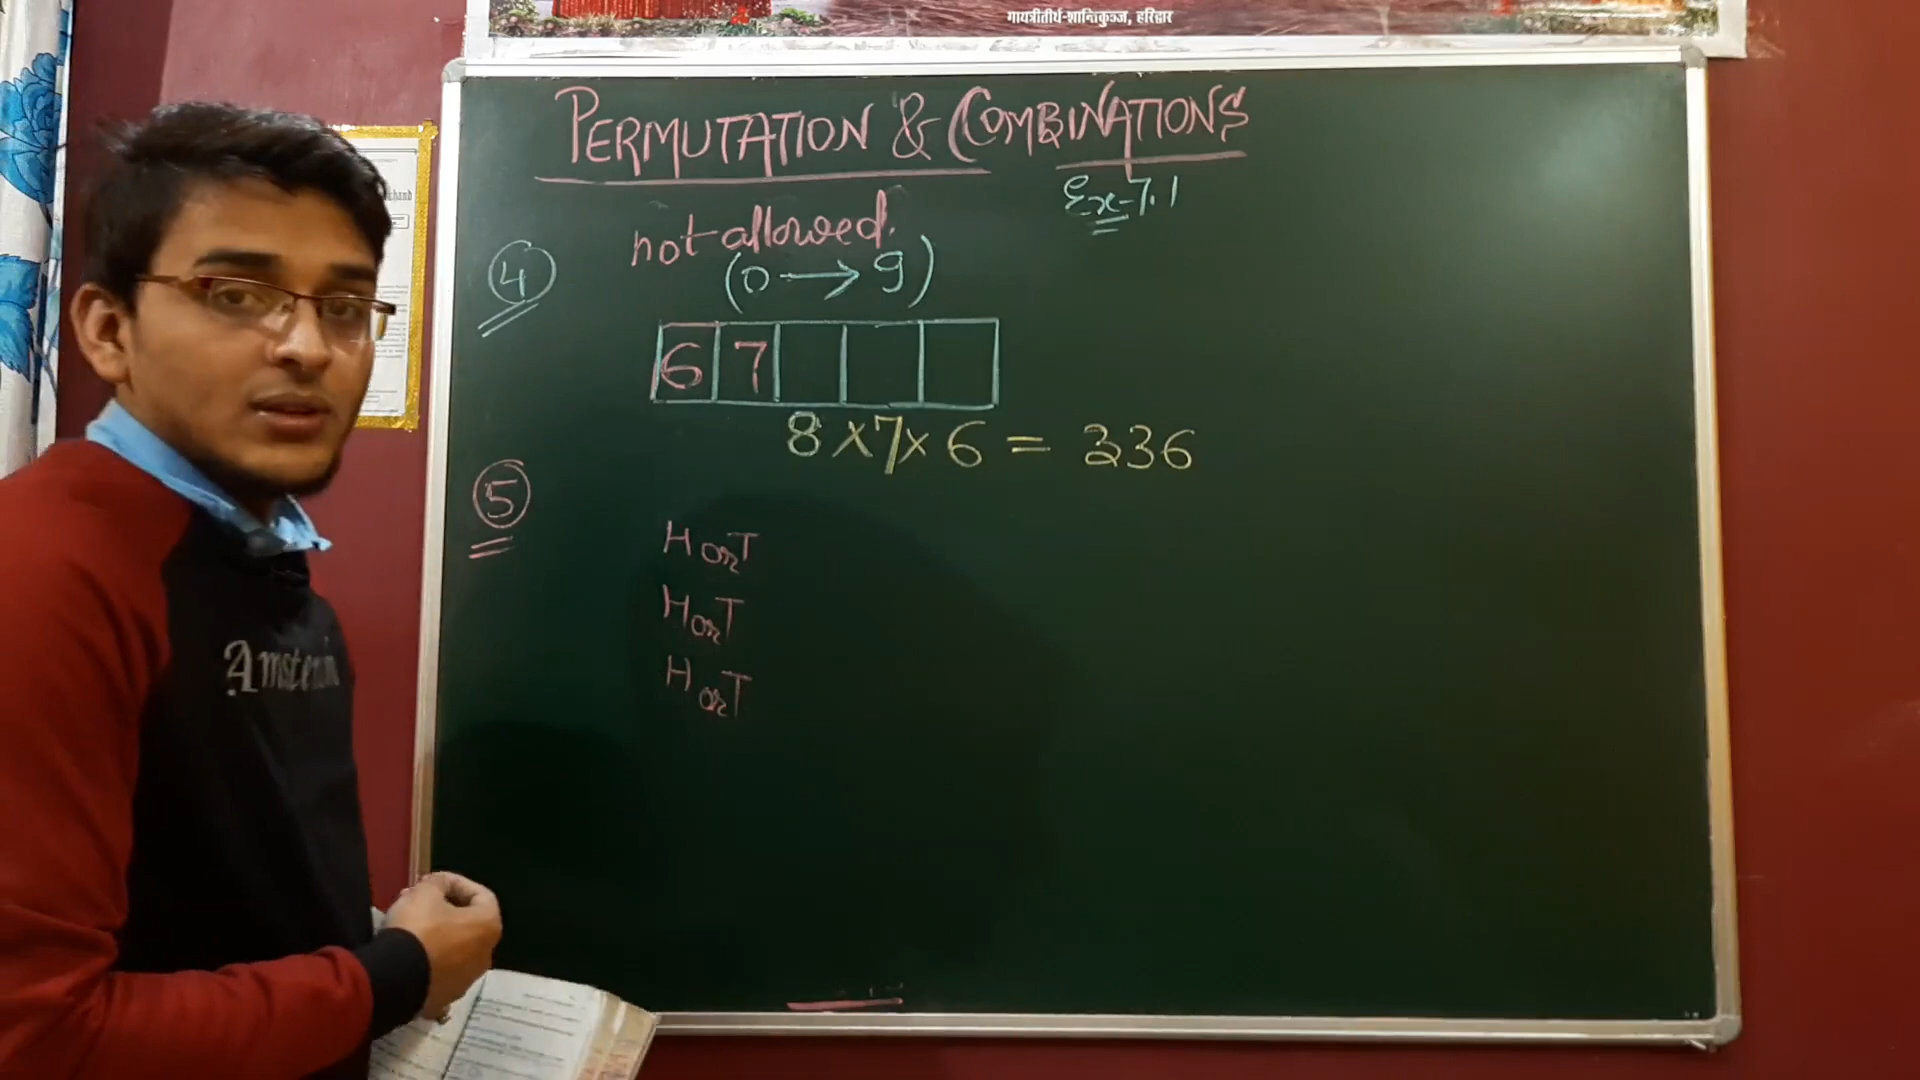 गायत्रीतीर्थ-शान्तिकुञ्ज, हरिद्वार
PERMUTATION & COMBINATIONS
Ex-7.1
not allowed.
4 (0 → 9)
6 7
8 x 7 x 6 = 336
5
H or T
H or T
H or T